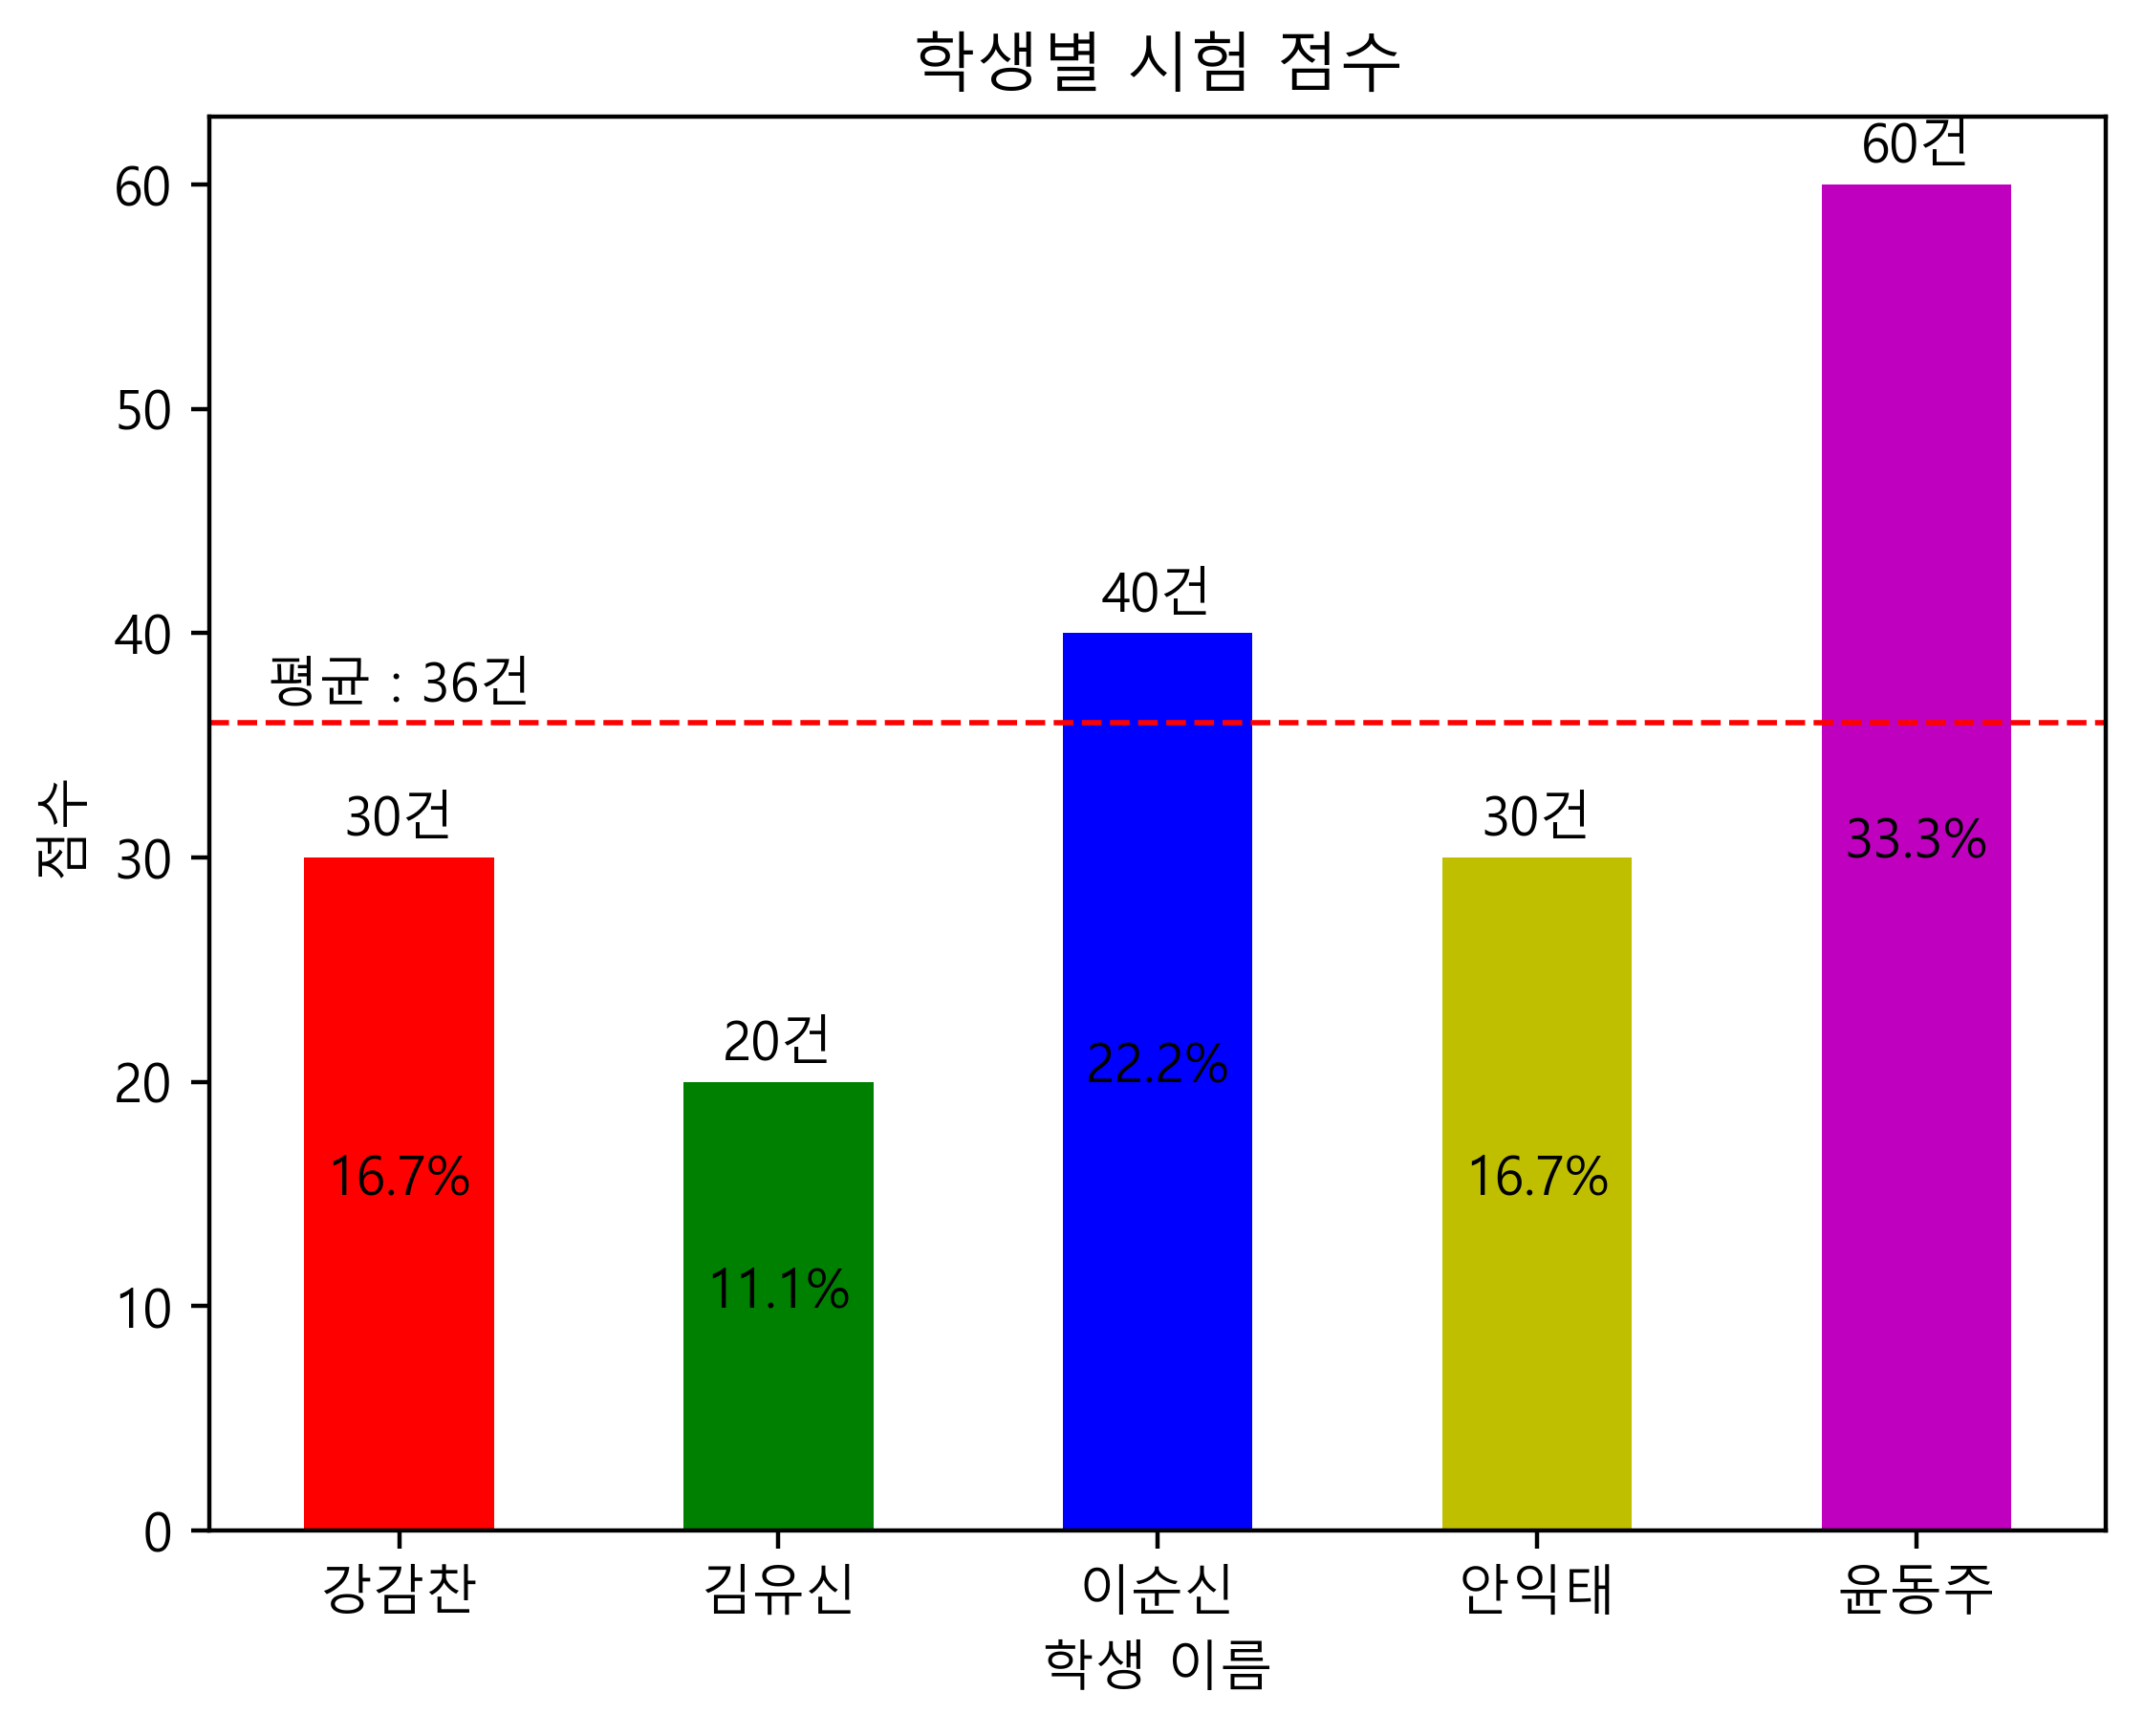 학생별 시험 점수
60건
60
50
40건
40
평균 : 36건
30건
30건
점수
30
33.3%
20건
22.2%
20
16.7%
16.7%
11.1%
10
0
강감찬
김유신
이순신
안익태
윤동주
학생 이름